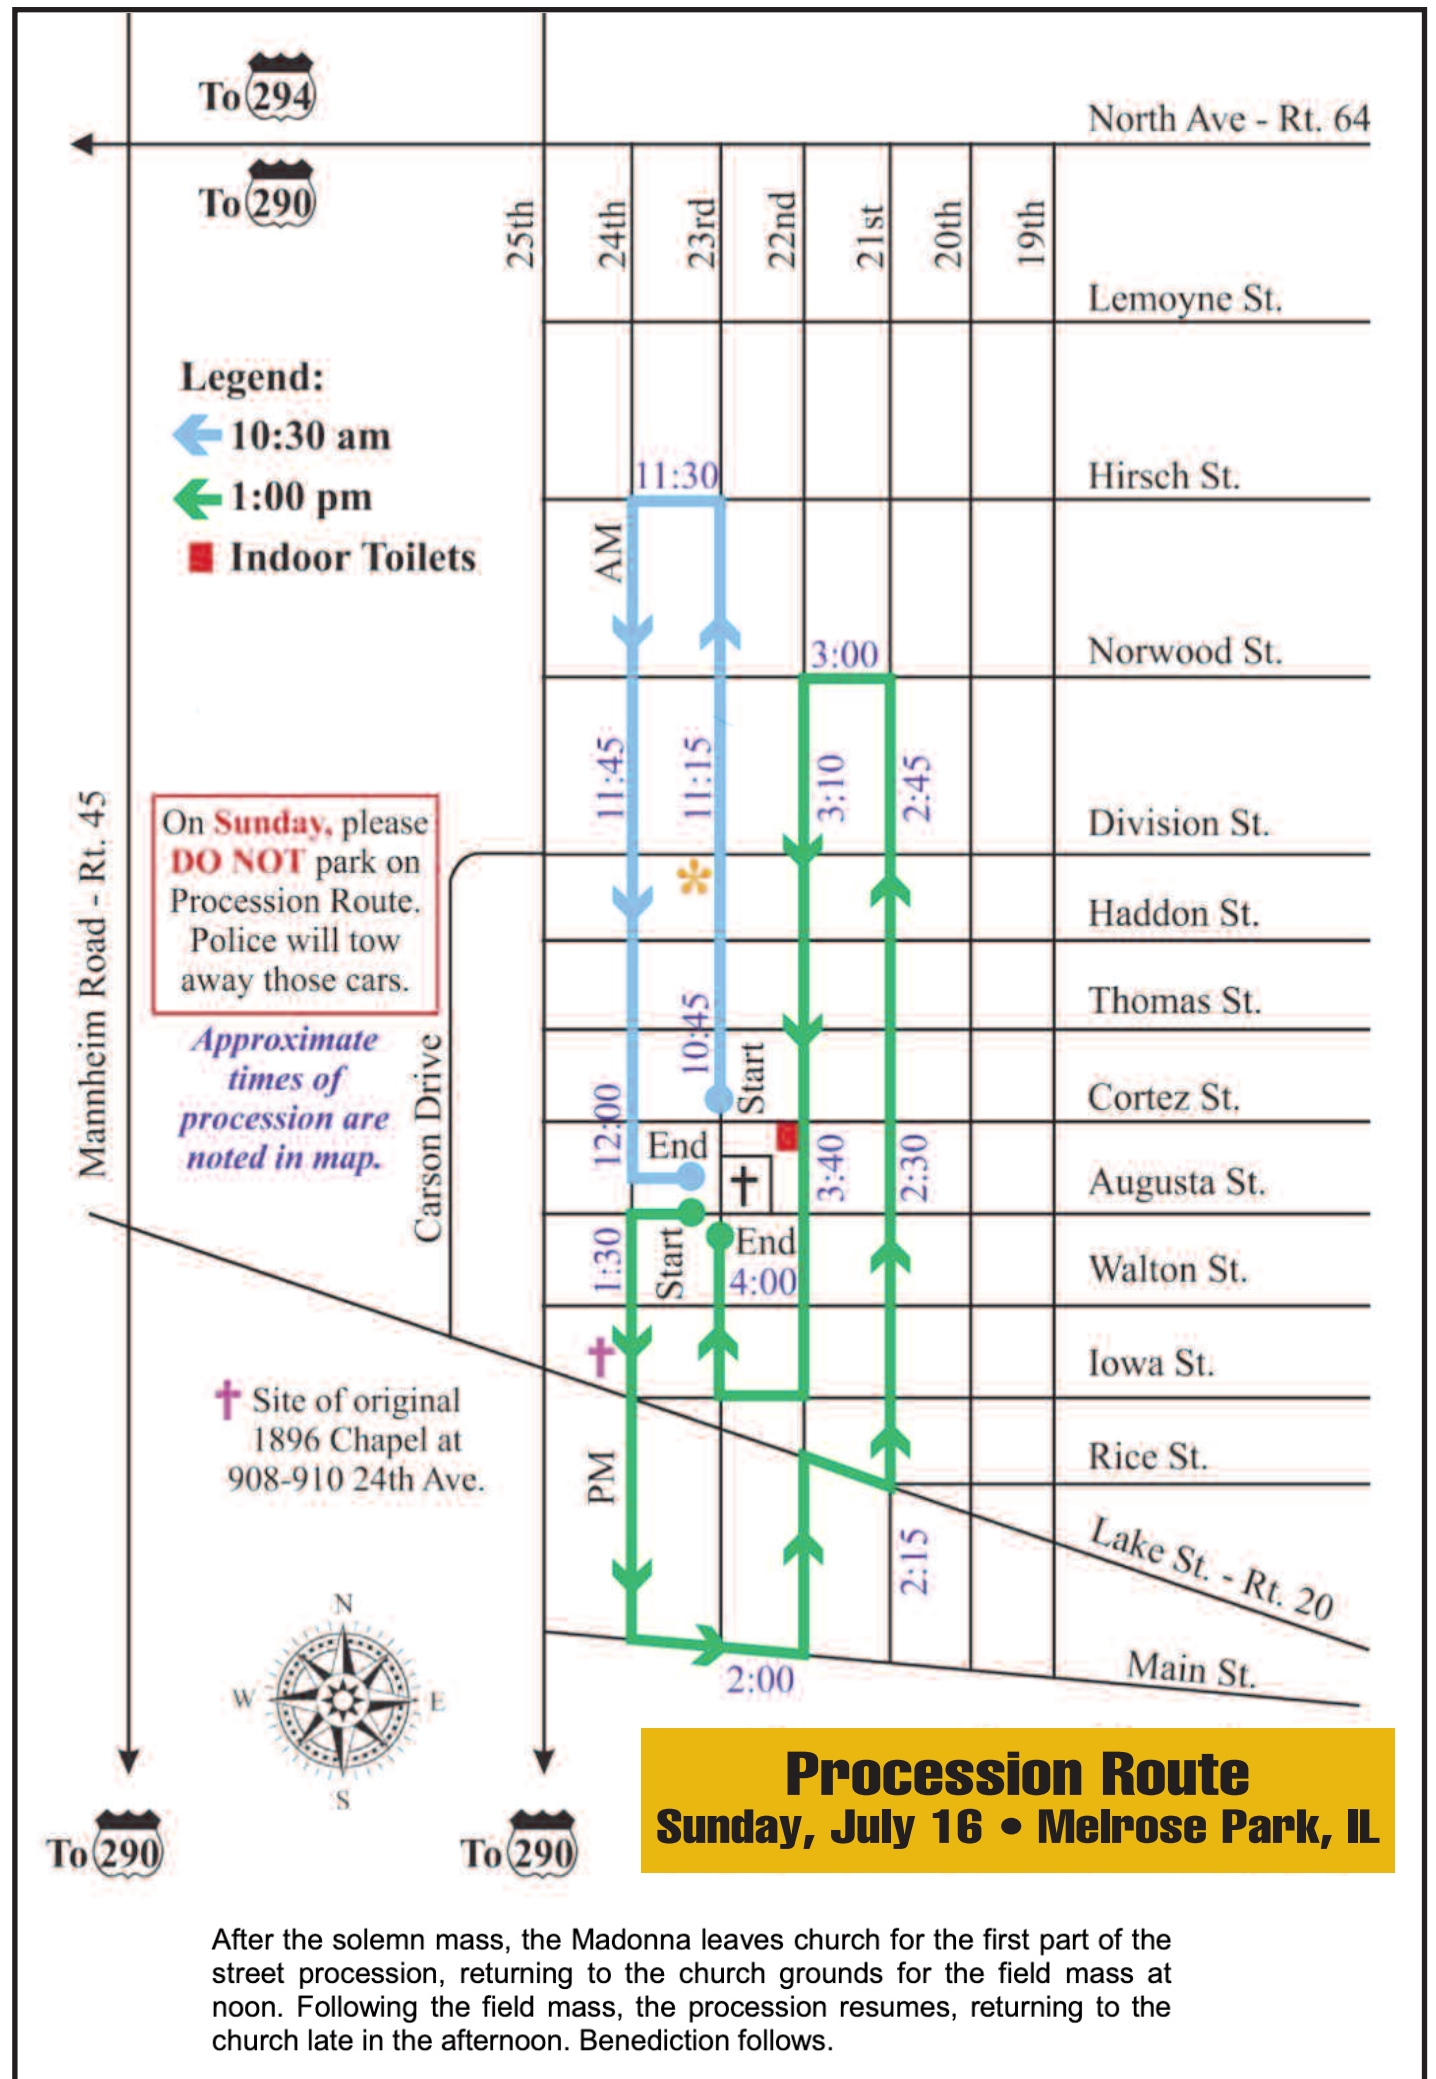 To 294
North Ave - Rt. 64
To 290
25th
24th
23rd
22nd
21st
20th
19th
Lemoyne St.
Legend:
10:30 am
1:00 pm
Indoor Toilets
11:30
Hirsch St.
AM
3:00
Norwood St.
11:45
11:15
3:10
2:45
Division St.
Mannheim Road - Rt. 45
On Sunday, please
DO NOT park on
Procession Route.
Police will tow
away those cars.
*
Haddon St.
Thomas St.
Approximate
times of
procession are
noted in map.
Carson Drive
10:45
Start
Cortez St.
12:00
End
3:40
2:30
Augusta St.
1:30
Start
End
4:00
Walton St.
Iowa St.
Site of original
1896 Chapel at
908-910 24th Ave.
PM
Rice St.
2:15
Lake St. - Rt. 20
2:00
Main St.
N
W
E
S
To 290
To 290
Procession Route
Sunday, July 16 • Melrose Park, IL
After the solemn mass, the Madonna leaves church for the first part of the
street procession, returning to the church grounds for the field mass at
noon. Following the field mass, the procession resumes, returning to the
church late in the afternoon. Benediction follows.